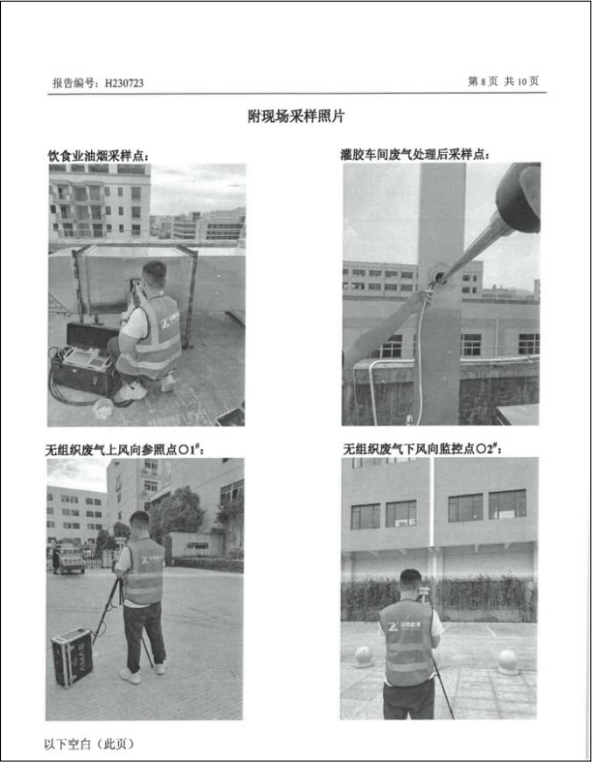 报告编号：H230723
第 8 页 共 10 页
附现场采样照片
饮食业油烟采样点：
灌胶车间废气处理后采样点：
无组织废气上风向参照点○1#：
无组织废气下风向监控点○2#：
以下空白（此页）